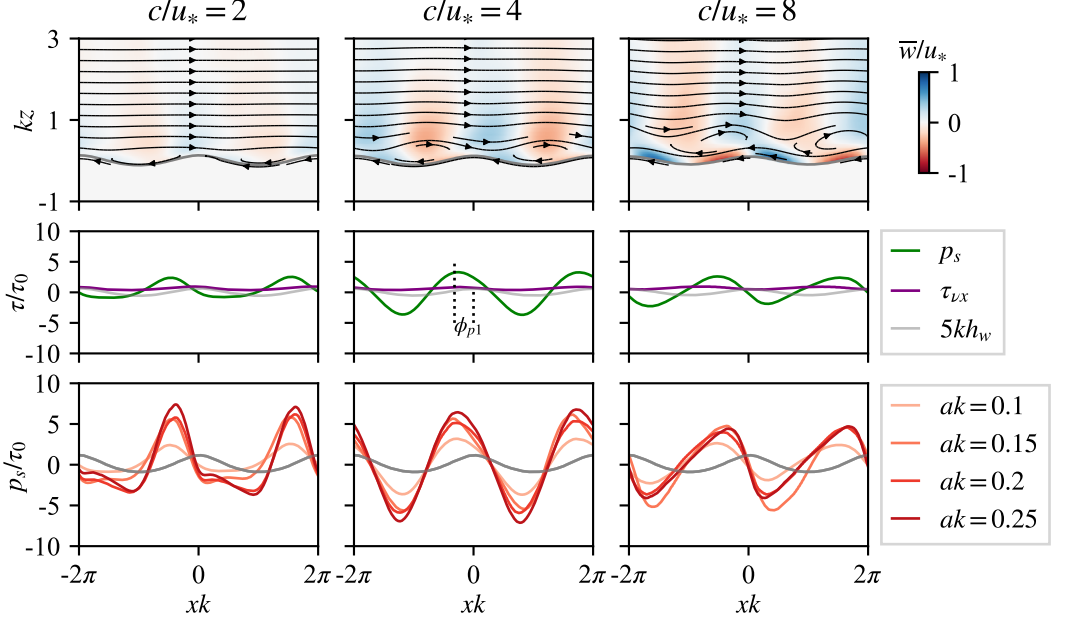 c/u* = 2 c/u* = 4 c/u* = 8
w̅/u*
3
1
-1
kz
1
0
-1
10
5
0
-5
-10
τ/τ₀
ϕp1
pₛ
τνx
5khw
10
5
0
-5
-10
pₛ/τ₀
ak = 0.1
ak = 0.15
ak = 0.2
ak = 0.25
-2π 0 2π -2π 0 2π -2π 0 2π
xk xk xk